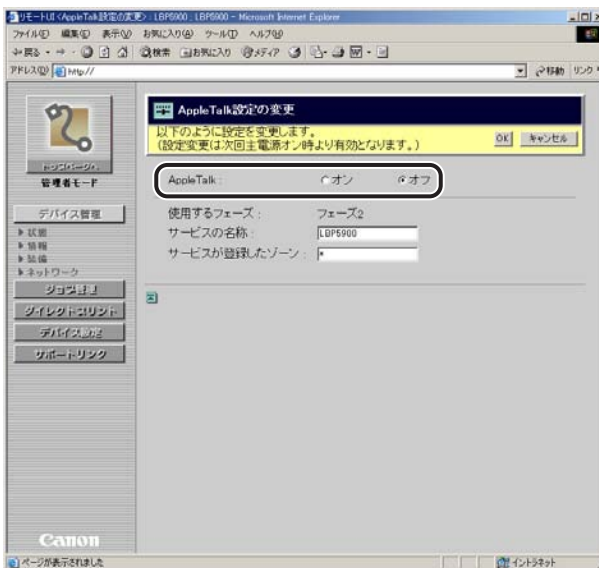 リモートUI <AppleTalk設定の変更> : LBP5900 ; LBP5900 - Microsoft Internet Explorer
ファイル(F) 編集(E) 表示(V) お気に入り(A) ツール(T) ヘルプ(H)
戻る 検索 お気に入り メディア
アドレス(D) http:// 移動 リンク
AppleTalk設定の変更
以下のように設定を変更します。
(設定変更は次回主電源オン時より有効となります。)
OK キャンセル
トップページへ
管理者モード
AppleTalk : オン オフ
デバイス管理
状態
情報
装備
ネットワーク
使用するフェーズ : フェーズ2
サービスの名称 : LBP5900
サービスが登録したゾーン : *
ジョブ管理
ダイレクトプリント
デバイス設定
サポートリンク
Canon
ページが表示されました
イントラネット